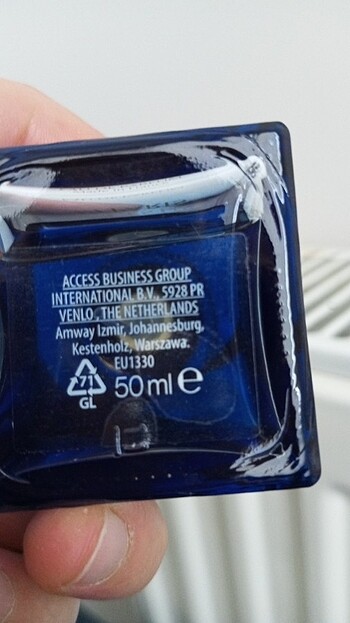 ACCESS BUSINESS GROUP
INTERNATIONAL B.V., 5928 PR
VENLO , THE NETHERLANDS
Amway Izmir, Johannesburg,
Kestenholz, Warszawa.
EU1330
71 50 ml e
GL